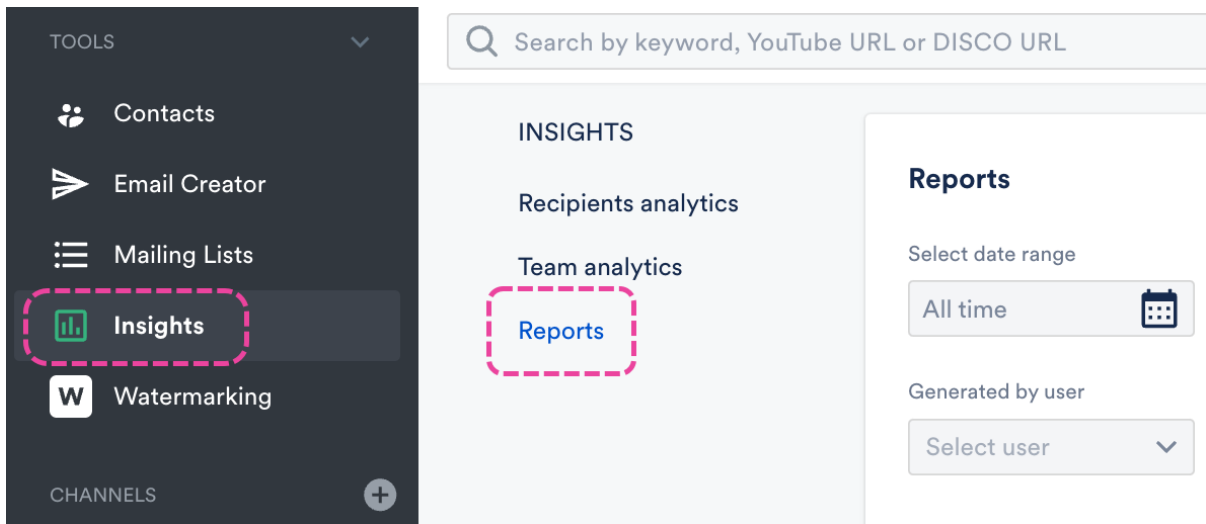 TOOLS
Contacts
Email Creator
Mailing Lists
Insights
W Watermarking
CHANNELS
Search by keyword, YouTube URL or DISCO URL
INSIGHTS
Recipients analytics
Team analytics
Reports
Reports
Select date range
All time
Generated by user
Select user